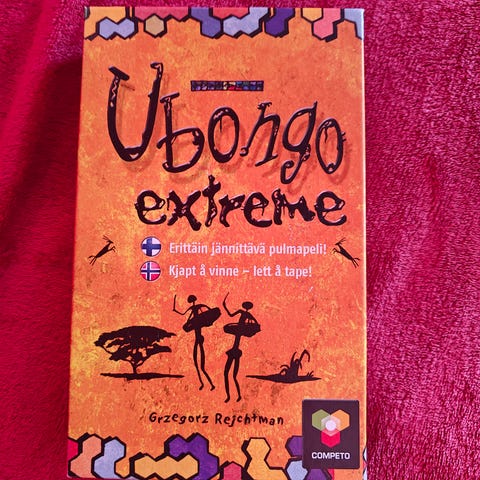 Ubongo
extreme
Erittäin jännittävä pulmapeli!
Kjapt å vinne – lett å tape!
Grzegorz Rejchtman
COMPETO